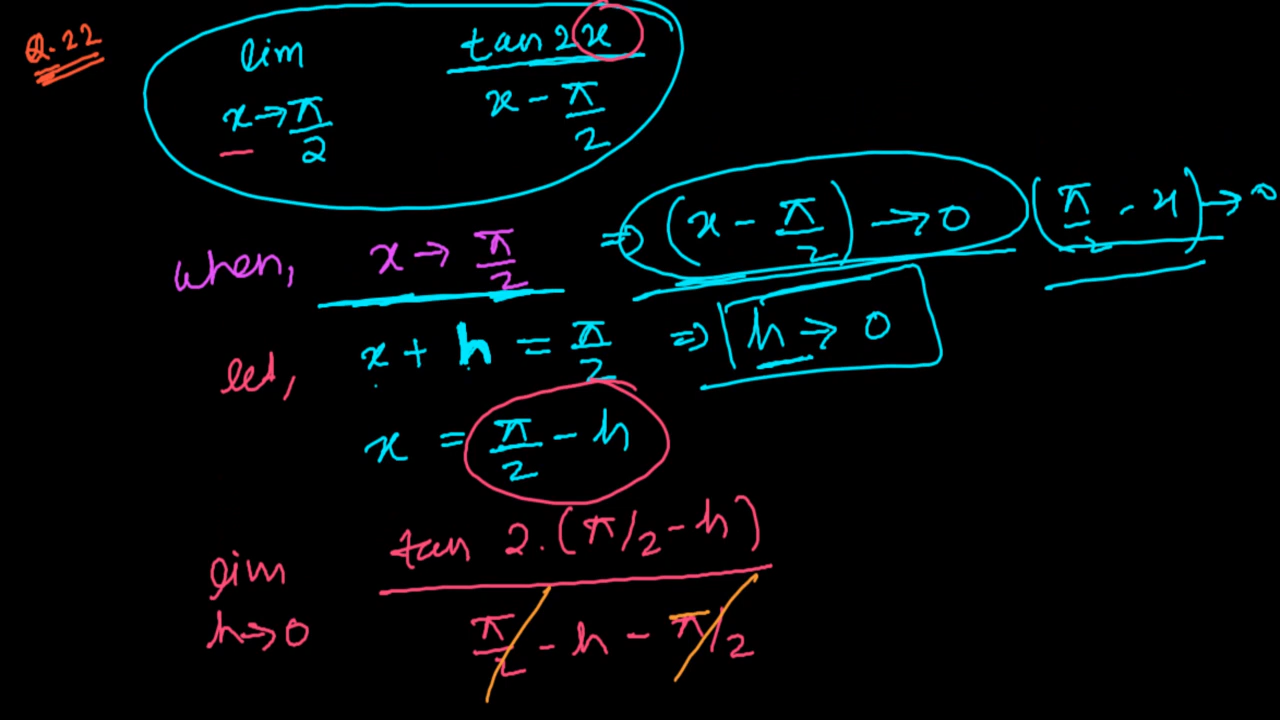 Q.22
lim tan 2x
x→π/2 x - π/2
when, x → π/2 ⇒ (x - π/2) → 0 (π/2 - x) → 0
let, x + h = π/2 ⇒ h → 0
x = π/2 - h
lim tan 2.(π/2 - h)
h→0 π/2 - h - π/2